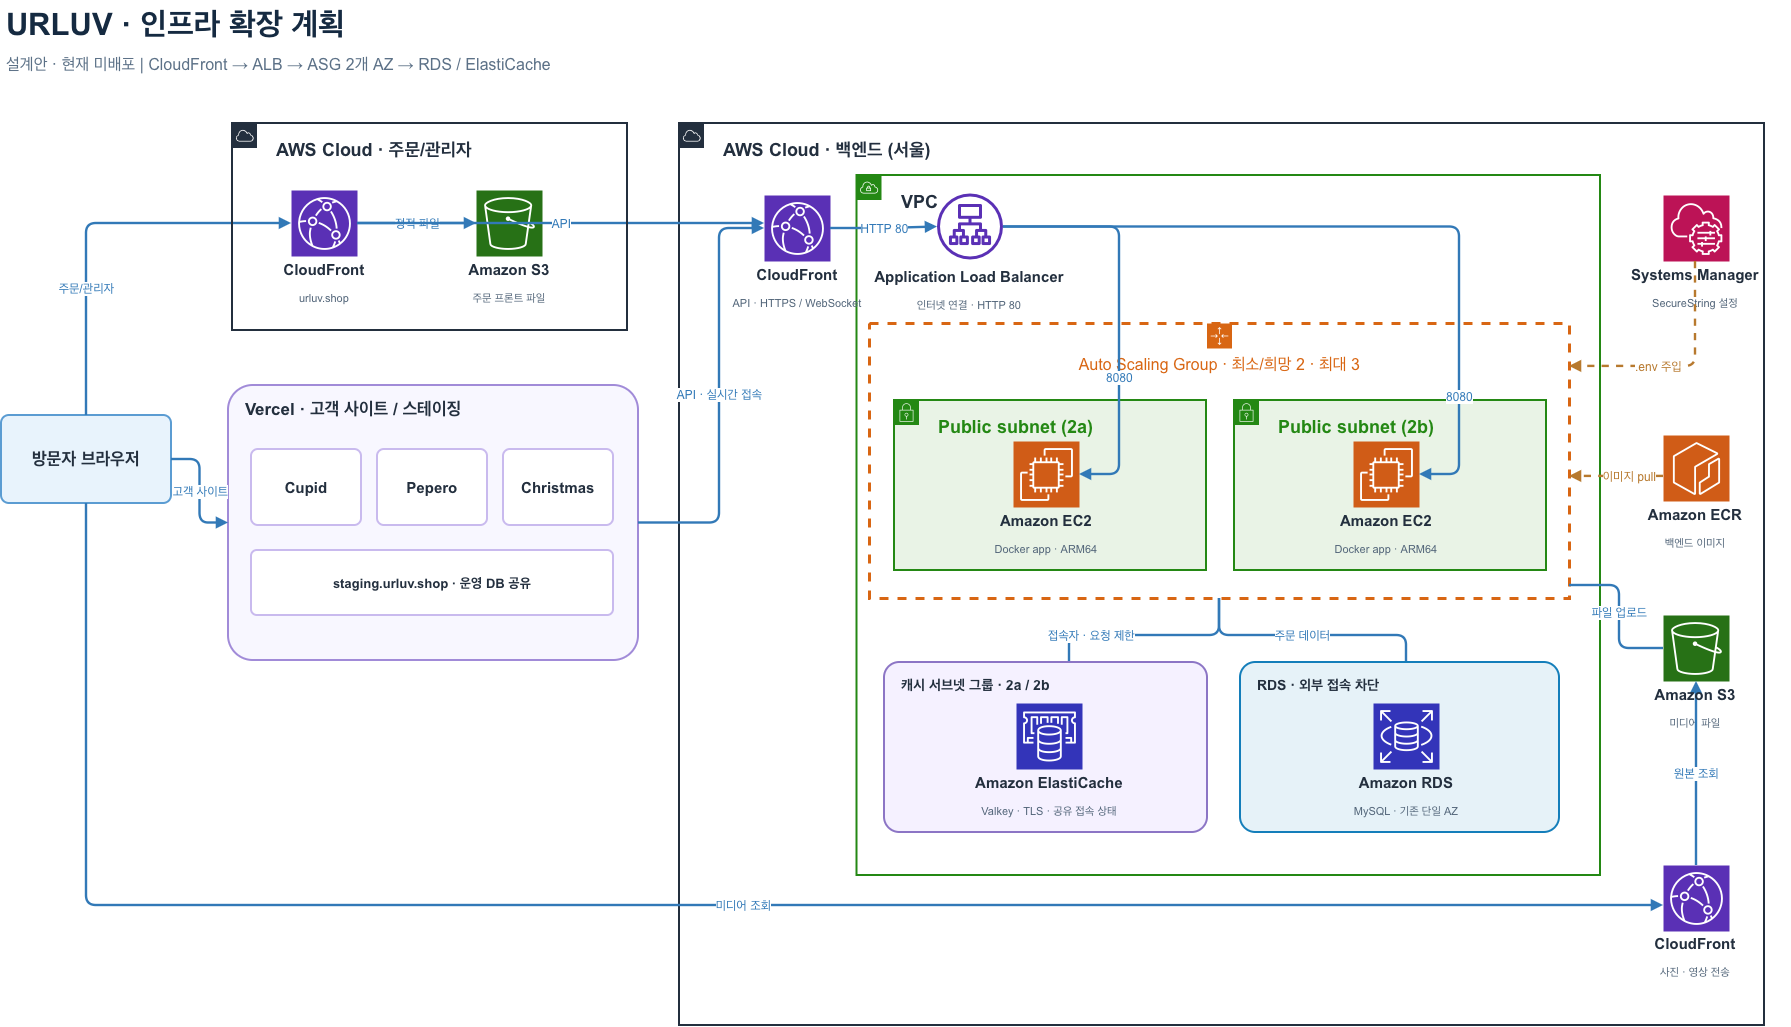 URLUV · 인프라 확장 계획
설계안 · 현재 미배포 | CloudFront → ALB → ASG 2개 AZ → RDS / ElastiCache
AWS Cloud · 주문/관리자
CloudFront
urluv.shop
정적 파일
Amazon S3
주문 프론트 파일
API
주문/관리자
방문자 브라우저
고객 사이트
Vercel · 고객 사이트 / 스테이징
Cupid
Pepero
Christmas
staging.urluv.shop · 운영 DB 공유
API · 실시간 접속
미디어 조회
AWS Cloud · 백엔드 (서울)
CloudFront
API · HTTPS / WebSocket
HTTP 80
VPC
Application Load Balancer
인터넷 연결 · HTTP 80
Auto Scaling Group · 최소/희망 2 · 최대 3
8080
8080
Public subnet (2a)
Amazon EC2
Docker app · ARM64
Public subnet (2b)
Amazon EC2
Docker app · ARM64
접속자 · 요청 제한
주문 데이터
캐시 서브넷 그룹 · 2a / 2b
Amazon ElastiCache
Valkey · TLS · 공유 접속 상태
RDS · 외부 접속 차단
Amazon RDS
MySQL · 기존 단일 AZ
Systems Manager
SecureString 설정
.env 주입
이미지 pull
Amazon ECR
백엔드 이미지
파일 업로드
Amazon S3
미디어 파일
원본 조회
CloudFront
사진 · 영상 전송